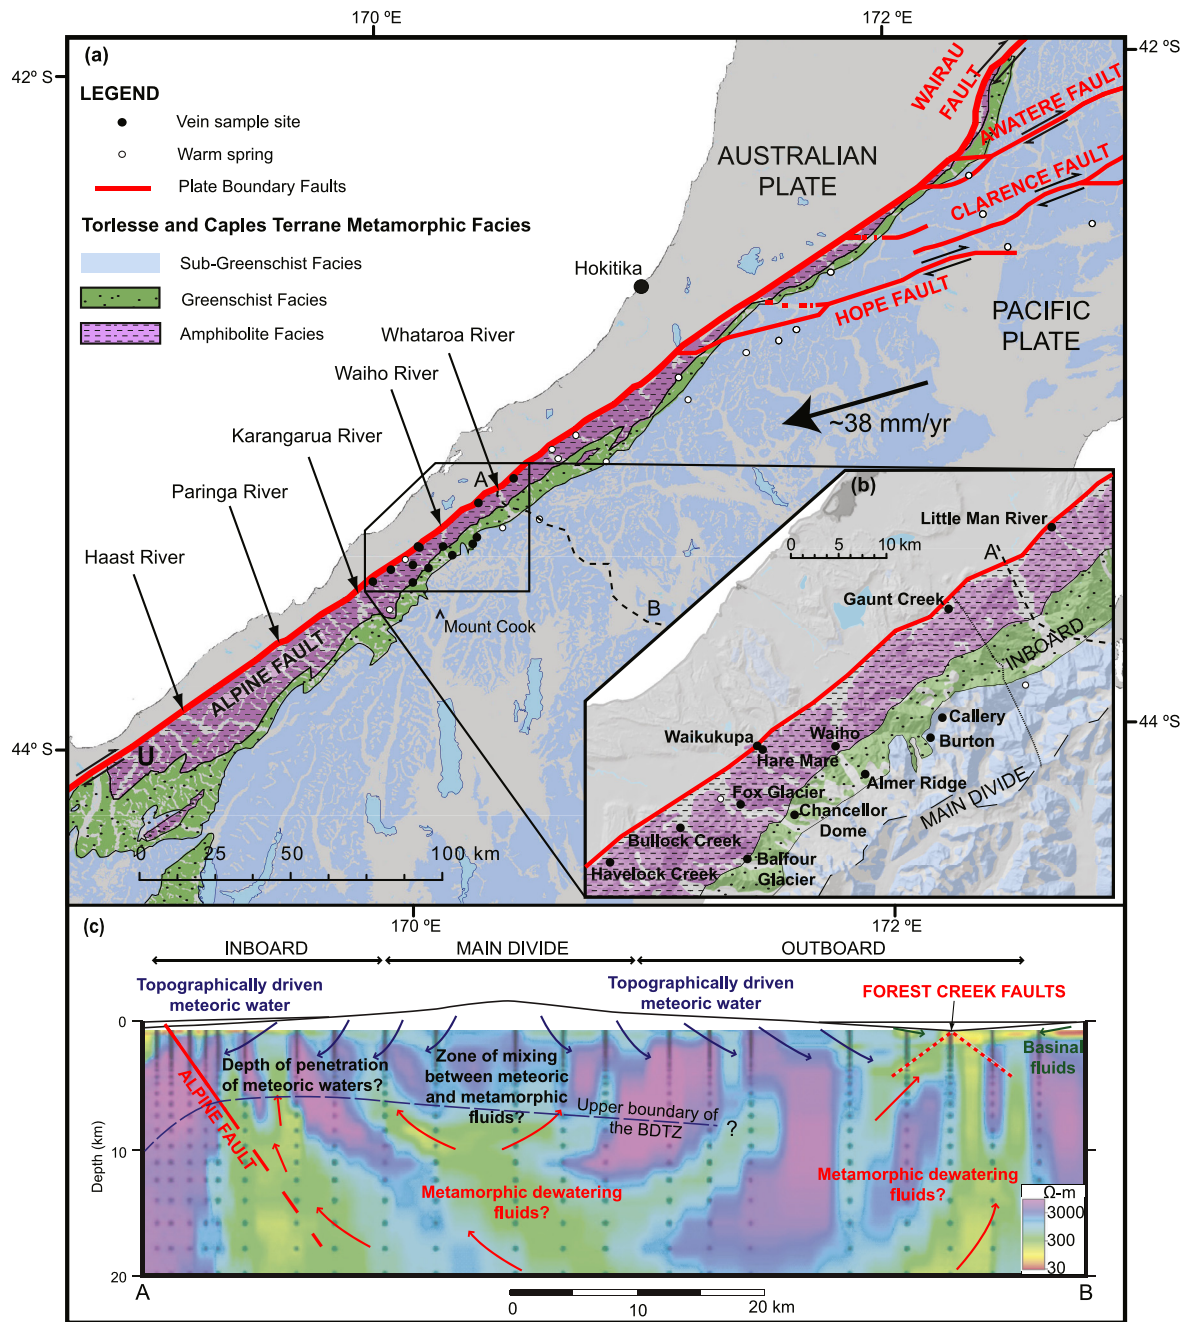 170 ºE
172 ºE
42º S
42 º S
(a)
LEGEND
Vein sample site
Warm spring
Plate Boundary Faults
Torlesse and Caples Terrane Metamorphic Facies
Sub-Greenschist Facies
Greenschist Facies
Amphibolite Facies
WAIRAU
FAULT
AWATERE FAULT
CLARENCE FAULT
HOPE FAULT
AUSTRALIAN
PLATE
PACIFIC
PLATE
Hokitika
Whataroa River
Waiho River
Karangarua River
Paringa River
Haast River
~38 mm/yr
A
B
Mount Cook
ALPINE FAULT
U
44º S
44 º S
0 25 50 100 km
(b)
0 5 10 km
Little Man River
A
Gaunt Creek
INBOARD
Callery
Burton
Waikukupa
Waiho
Hare Mare
Almer Ridge
MAIN DIVIDE
Fox Glacier
Chancellor
Dome
Bullock Creek
Balfour
Glacier
Havelock Creek
170 ºE
172 ºE
(c)
INBOARD
MAIN DIVIDE
OUTBOARD
Topographically driven
meteoric water
Topographically driven
meteoric water
FOREST CREEK FAULTS
Basinal
fluids
Depth of penetration
of meteoric waters?
Zone of mixing
between meteoric
and metamorphic
fluids?
ALPINE FAULT
Upper boundary of
the BDTZ
?
Metamorphic dewatering
fluids?
Metamorphic dewatering
fluids?
Ω-m
3000
300
30
Depth (km)
0
10
20
A
B
0 10 20 km